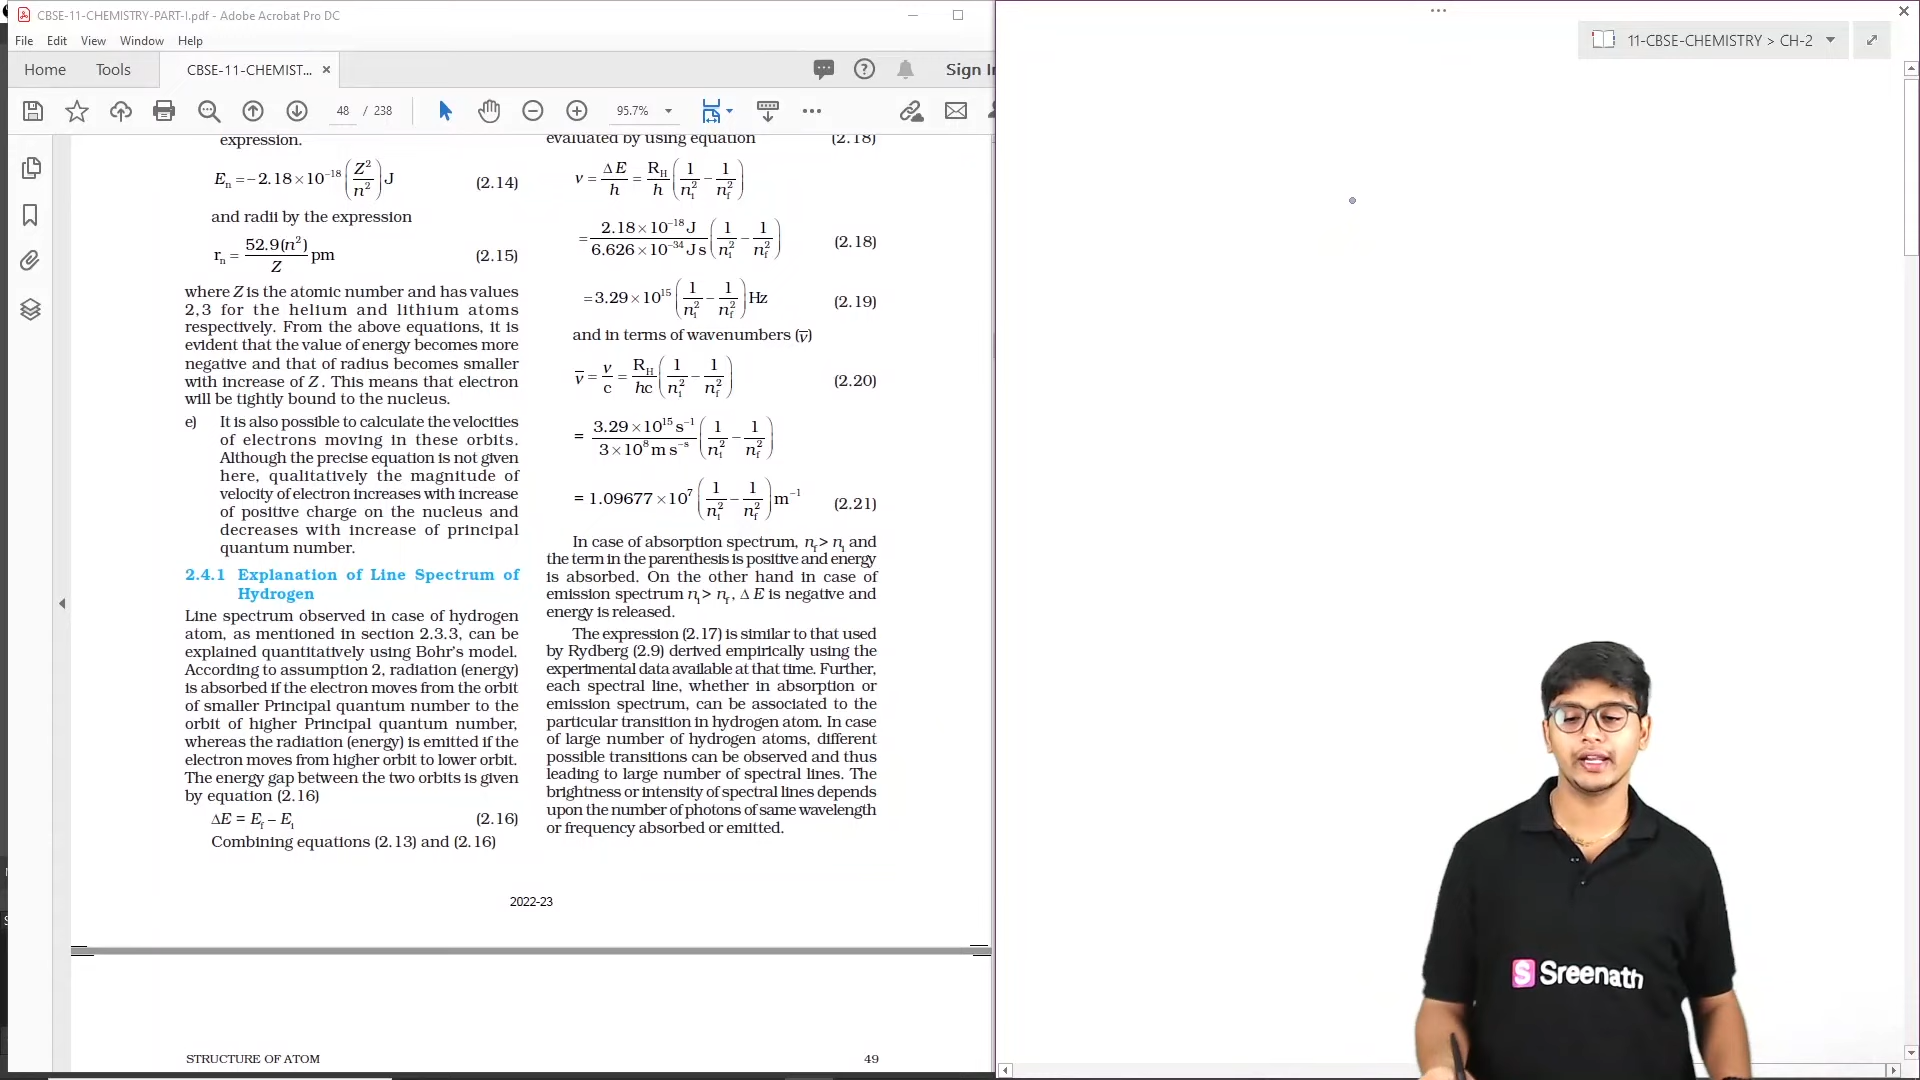 CBSE-11-CHEMISTRY-PART-I.pdf - Adobe Acrobat Pro DC
File Edit View Window Help
Home Tools CBSE-11-CHEMIST... × Sign In
48 / 238 95.7%
11-CBSE-CHEMISTRY > CH-2
expression.
Eₙ = −2.18×10⁻¹⁸ (Z²/n²) J (2.14)
and radii by the expression
rₙ = 52.9(n²)/Z pm (2.15)
where Z is the atomic number and has values
2,3 for the helium and lithium atoms
respectively. From the above equations, it is
evident that the value of energy becomes more
negative and that of radius becomes smaller
with increase of Z . This means that electron
will be tightly bound to the nucleus.
e) It is also possible to calculate the velocities
of electrons moving in these orbits.
Although the precise equation is not given
here, qualitatively the magnitude of
velocity of electron increases with increase
of positive charge on the nucleus and
decreases with increase of principal
quantum number.
2.4.1 Explanation of Line Spectrum of
Hydrogen
Line spectrum observed in case of hydrogen
atom, as mentioned in section 2.3.3, can be
explained quantitatively using Bohr's model.
According to assumption 2, radiation (energy)
is absorbed if the electron moves from the orbit
of smaller Principal quantum number to the
orbit of higher Principal quantum number,
whereas the radiation (energy) is emitted if the
electron moves from higher orbit to lower orbit.
The energy gap between the two orbits is given
by equation (2.16)
ΔE = E_f – E_i (2.16)
Combining equations (2.13) and (2.16)
evaluated by using equation (2.18)
ν = ΔE/h = R_H/h (1/n_i² − 1/n_f²)
= 2.18×10⁻¹⁸ J / 6.626×10⁻³⁴ J s (1/n_i² − 1/n_f²) (2.18)
= 3.29×10¹⁵ (1/n_i² − 1/n_f²) Hz (2.19)
and in terms of wavenumbers (ν̅)
ν̅ = ν/c = R_H/hc (1/n_i² − 1/n_f²) (2.20)
= 3.29×10¹⁵ s⁻¹ / 3×10⁸ m s⁻ˢ (1/n_i² − 1/n_f²)
= 1.09677×10⁷ (1/n_i² − 1/n_f²) m⁻¹ (2.21)
In case of absorption spectrum, n_f > n_i and
the term in the parenthesis is positive and energy
is absorbed. On the other hand in case of
emission spectrum n_i > n_f , Δ E is negative and
energy is released.
The expression (2.17) is similar to that used
by Rydberg (2.9) derived empirically using the
experimental data available at that time. Further,
each spectral line, whether in absorption or
emission spectrum, can be associated to the
particular transition in hydrogen atom. In case
of large number of hydrogen atoms, different
possible transitions can be observed and thus
leading to large number of spectral lines. The
brightness or intensity of spectral lines depends
upon the number of photons of same wavelength
or frequency absorbed or emitted.
2022-23
STRUCTURE OF ATOM 49
S Sreenath